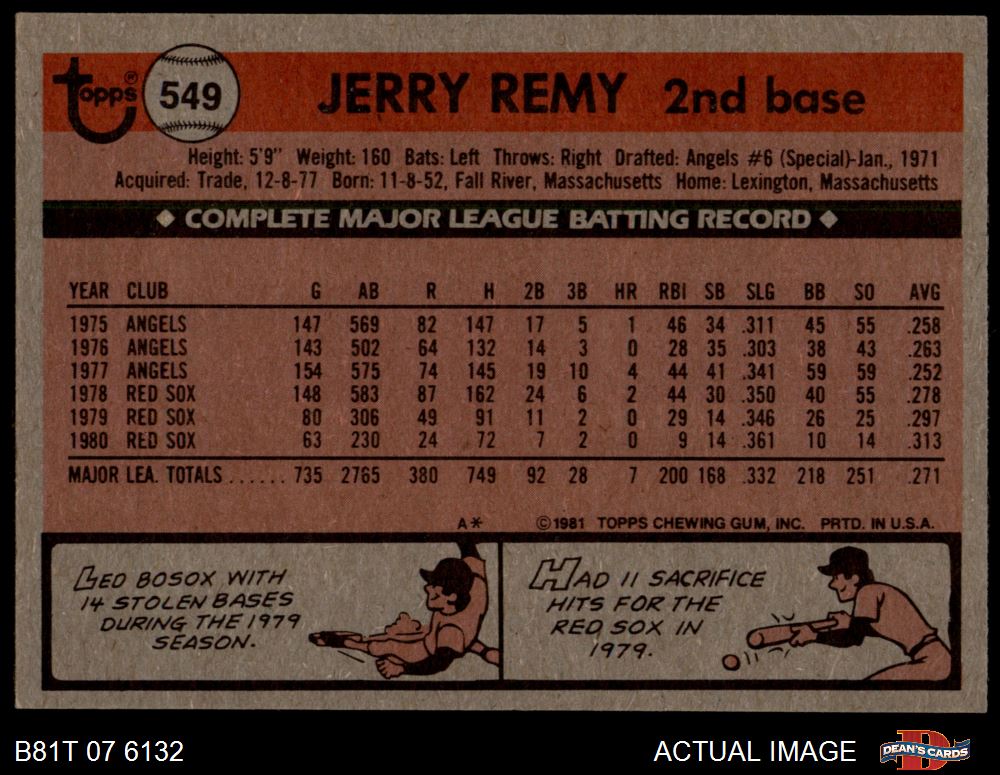 topps® 549 JERRY REMY 2nd base
Height: 5'9" Weight: 160 Bats: Left Throws: Right Drafted: Angels #6 (Special)-Jan., 1971
Acquired: Trade, 12-8-77 Born: 11-8-52, Fall River, Massachusetts Home: Lexington, Massachusetts
◆ COMPLETE MAJOR LEAGUE BATTING RECORD ◆
YEAR CLUB G AB R H 2B 3B HR RBI SB SLG BB SO AVG
1975 ANGELS 147 569 82 147 17 5 1 46 34 .311 45 55 .258
1976 ANGELS 143 502 64 132 14 3 0 28 35 .303 38 43 .263
1977 ANGELS 154 575 74 145 19 10 4 44 41 .341 59 59 .252
1978 RED SOX 148 583 87 162 24 6 2 44 30 .350 40 55 .278
1979 RED SOX 80 306 49 91 11 2 0 29 14 .346 26 25 .297
1980 RED SOX 63 230 24 72 7 2 0 9 14 .361 10 14 .313
MAJOR LEA. TOTALS ...... 735 2765 380 749 92 28 7 200 168 .332 218 251 .271
A* ©1981 TOPPS CHEWING GUM, INC. PRTD. IN U.S.A.
LED BOSOX WITH
14 STOLEN BASES
DURING THE 1979
SEASON.
HAD 11 SACRIFICE
HITS FOR THE
RED SOX IN
1979.
B81T 07 6132 ACTUAL IMAGE DEAN'S CARDS